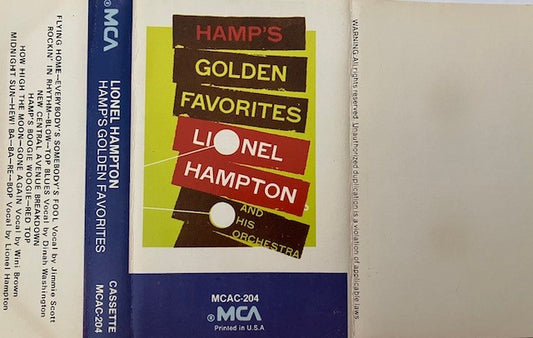 FLYING HOME—EVERYBODY'S SOMEBODY'S FOOL Vocal by Jimmie Scott
ROCKIN' IN RHYTHM—BLOW-TOP BLUES Vocal by Dinah Washington
NEW CENTRAL AVENUE BREAKDOWN
HAMP'S BOOGIE WOOGIE—RED TOP
HOW HIGH THE MOON—GONE AGAIN Vocal by Wini Brown
MIDNIGHT SUN—HEW! BA-BA-RE-BOP Vocal by Lionel Hampton
MCA
LIONEL HAMPTON
HAMP'S GOLDEN FAVORITES
CASSETTE
MCAC-204
HAMP'S
GOLDEN
FAVORITES
LIONEL
HAMPTON
AND
HIS
ORCHESTRA
MCAC-204
MCA
Printed in U.S.A
WARNING: All rights reserved. Unauthorized duplication is a violation of applicable laws.